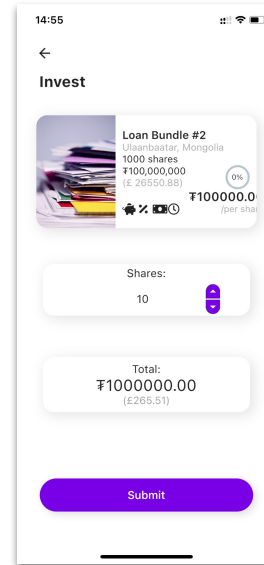 14:55
Invest
Loan Bundle #2
Ulaanbaatar, Mongolia
1000 shares
₮100,000,000
(£ 26550.88)
0%
₮100000.0
/per shar
Shares:
10
Total:
₮1000000.00
(£265.51)
Submit